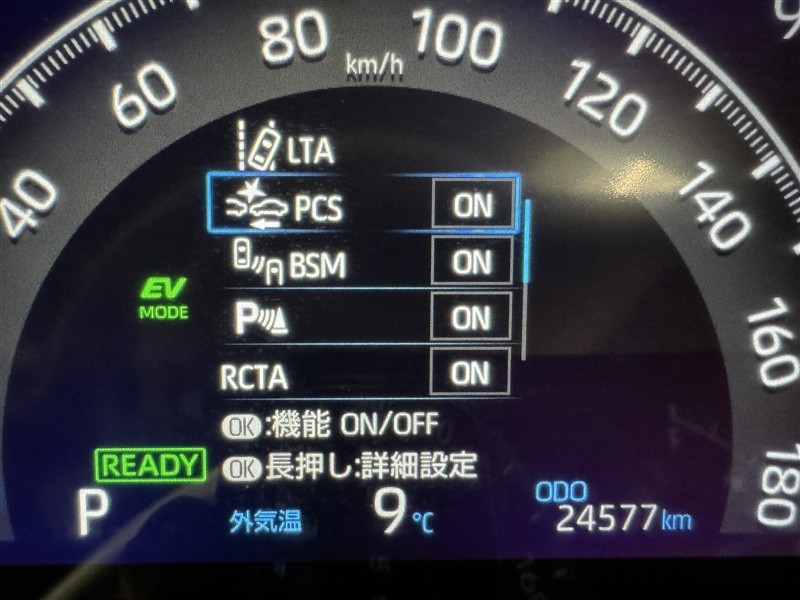 80
100
km/h
60
120
40
140
160
180
LTA
PCS ON
BSM ON
EV
MODE
P ON
RCTA ON
OK:機能 ON/OFF
READY
OK長押し:詳細設定
P
外気温 9℃
ODO
24577km